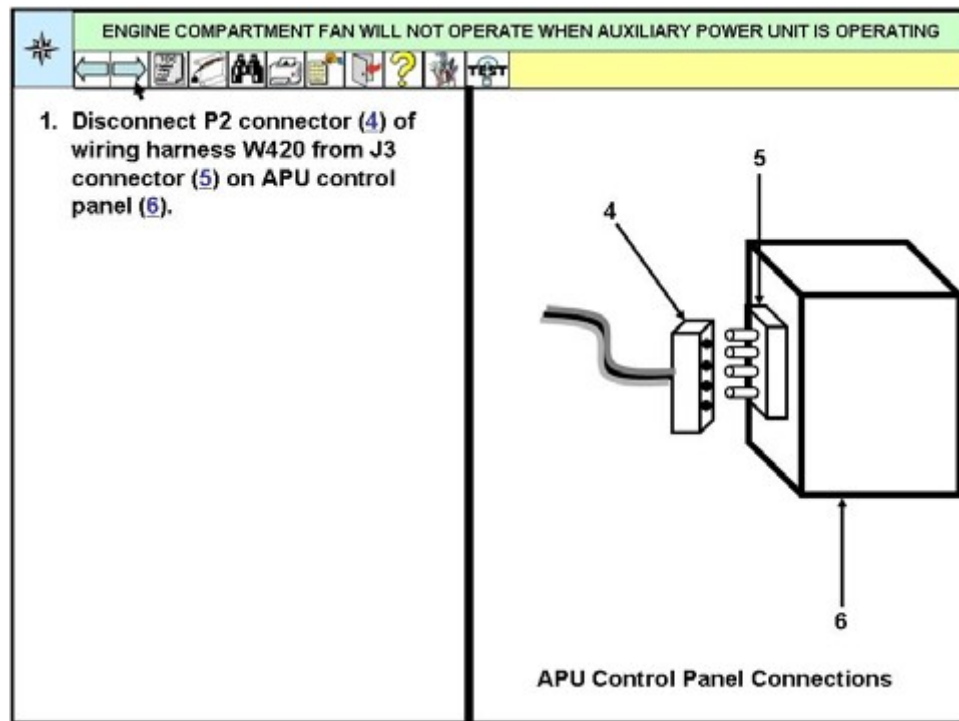 ENGINE COMPARTMENT FAN WILL NOT OPERATE WHEN AUXILIARY POWER UNIT IS OPERATING
?
TEST
1. Disconnect P2 connector (4) of
wiring harness W420 from J3
connector (5) on APU control
panel (6).
5
4
6
APU Control Panel Connections